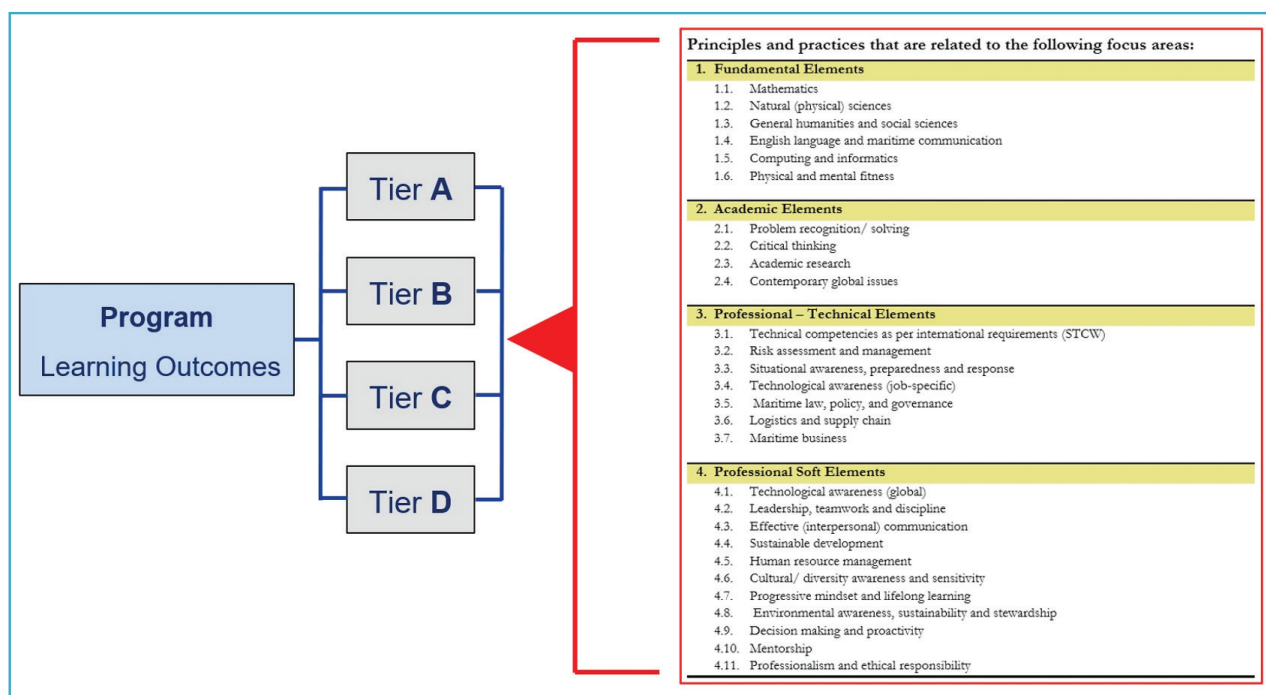 Program
Learning Outcomes
Tier A
Tier B
Tier C
Tier D
Principles and practices that are related to the following focus areas:
1. Fundamental Elements
1.1. Mathematics
1.2. Natural (physical) sciences
1.3. General humanities and social sciences
1.4. English language and maritime communication
1.5. Computing and informatics
1.6. Physical and mental fitness
2. Academic Elements
2.1. Problem recognition/ solving
2.2. Critical thinking
2.3. Academic research
2.4. Contemporary global issues
3. Professional – Technical Elements
3.1. Technical competencies as per international requirements (STCW)
3.2. Risk assessment and management
3.3. Situational awareness, preparedness and response
3.4. Technological awareness (job-specific)
3.5. Maritime law, policy, and governance
3.6. Logistics and supply chain
3.7. Maritime business
4. Professional Soft Elements
4.1. Technological awareness (global)
4.2. Leadership, teamwork and discipline
4.3. Effective (interpersonal) communication
4.4. Sustainable development
4.5. Human resource management
4.6. Cultural/ diversity awareness and sensitivity
4.7. Progressive mindset and lifelong learning
4.8. Environmental awareness, sustainability and stewardship
4.9. Decision making and proactivity
4.10. Mentorship
4.11. Professionalism and ethical responsibility